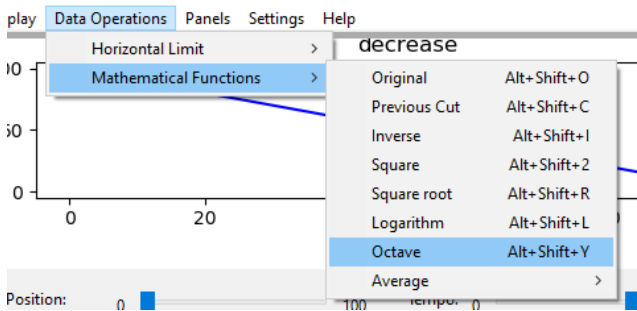 play Data Operations Panels Settings Help
Horizontal Limit >
decrease
Mathematical Functions >
Original Alt+Shift+O
Previous Cut Alt+Shift+C
Inverse Alt+Shift+I
Square Alt+Shift+2
Square root Alt+Shift+R
Logarithm Alt+Shift+L
Octave Alt+Shift+Y
Average >
00
50
0
0 20
Position: 0 100 Tempo: 0